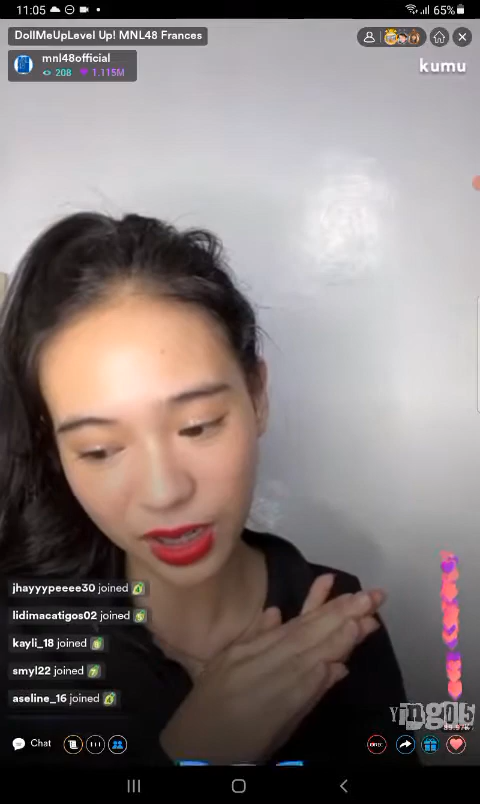 11:05
65%
DollMeUpLevel Up! MNL48 Frances
mnl48official
208 1.115M
kumu
jhayyypeeee30 joined
lidimacatigos02 joined
kayli_18 joined
smyl22 joined
aseline_16 joined
Yingo15
Chat